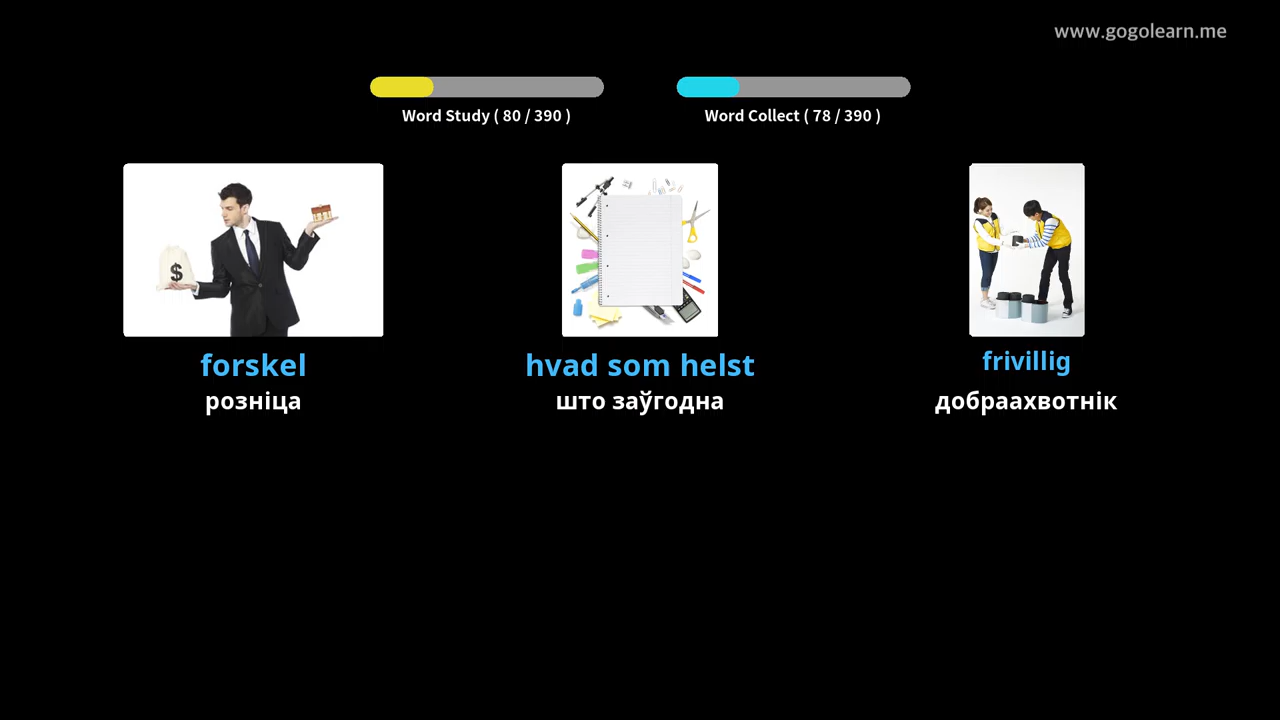 www.gogolearn.me
Word Study ( 80 / 390 )
Word Collect ( 78 / 390 )
$
forskel
hvad som helst
frivillig
розніца
што заўгодна
добраахвотнік